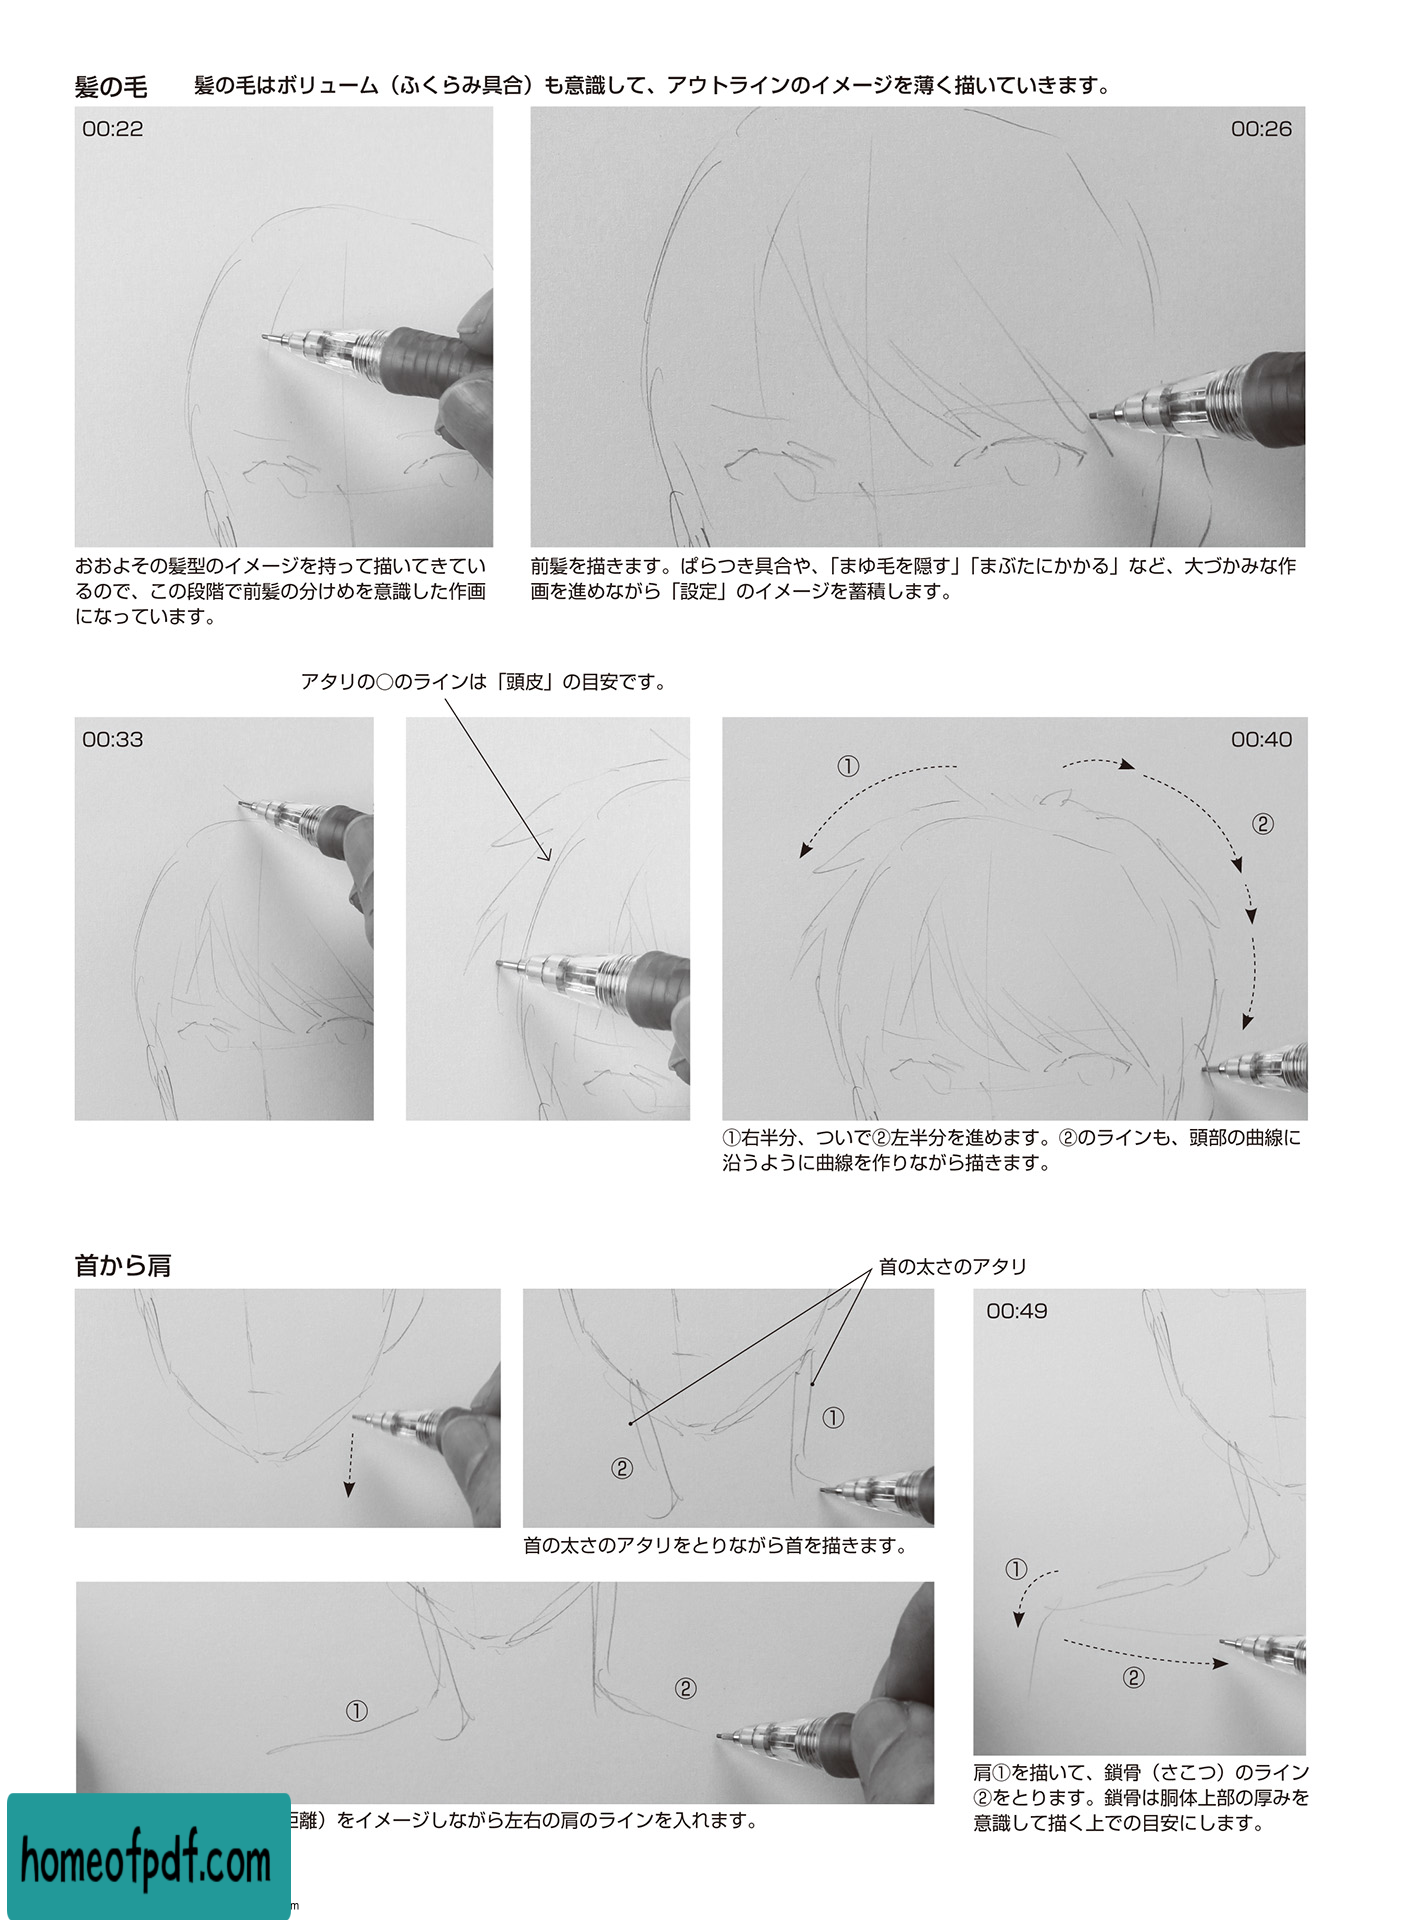 髪の毛
髪の毛はボリューム（ふくらみ具合）も意識して、アウトラインのイメージを薄く描いていきます。
00:22
00:26
おおよその髪型のイメージを持って描いてきてい
るので、この段階で前髪の分けめを意識した作画
になっています。
前髪を描きます。ぱらつき具合や、「まゆ毛を隠す」「まぶたにかかる」など、大づかみな作
画を進めながら「設定」のイメージを蓄積します。
アタリの○のラインは「頭皮」の目安です。
00:33
00:40
①
②
①右半分、ついで②左半分を進めます。②のラインも、頭部の曲線に
沿うように曲線を作りながら描きます。
首から肩
首の太さのアタリ
①
②
首の太さのアタリをとりながら首を描きます。
00:49
①
②
①
②
距離）をイメージしながら左右の肩のラインを入れます。
肩①を描いて、鎖骨（さこつ）のライン
②をとります。鎖骨は胴体上部の厚みを
意識して描く上での目安にします。
homeofpdf.com
m